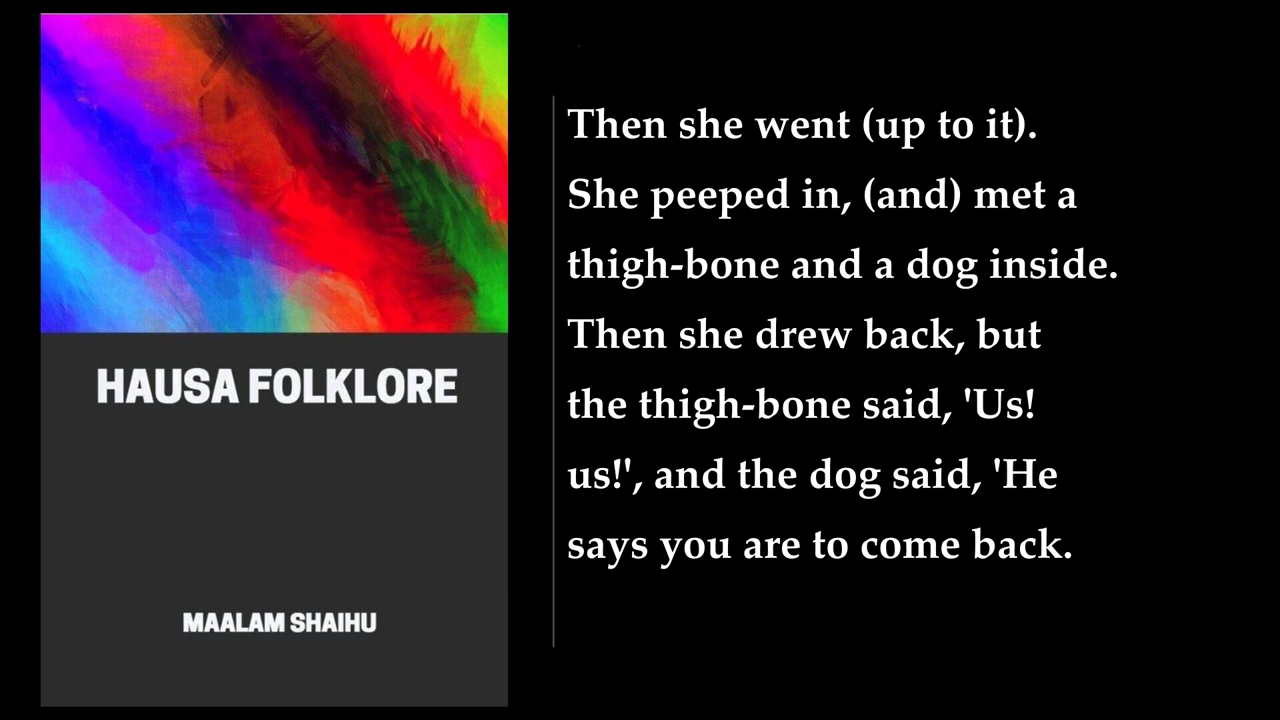 HAUSA FOLKLORE
MAALAM SHAIHU
Then she went (up to it).
She peeped in, (and) met a
thigh-bone and a dog inside.
Then she drew back, but
the thigh-bone said, 'Us!
us!', and the dog said, 'He
says you are to come back.